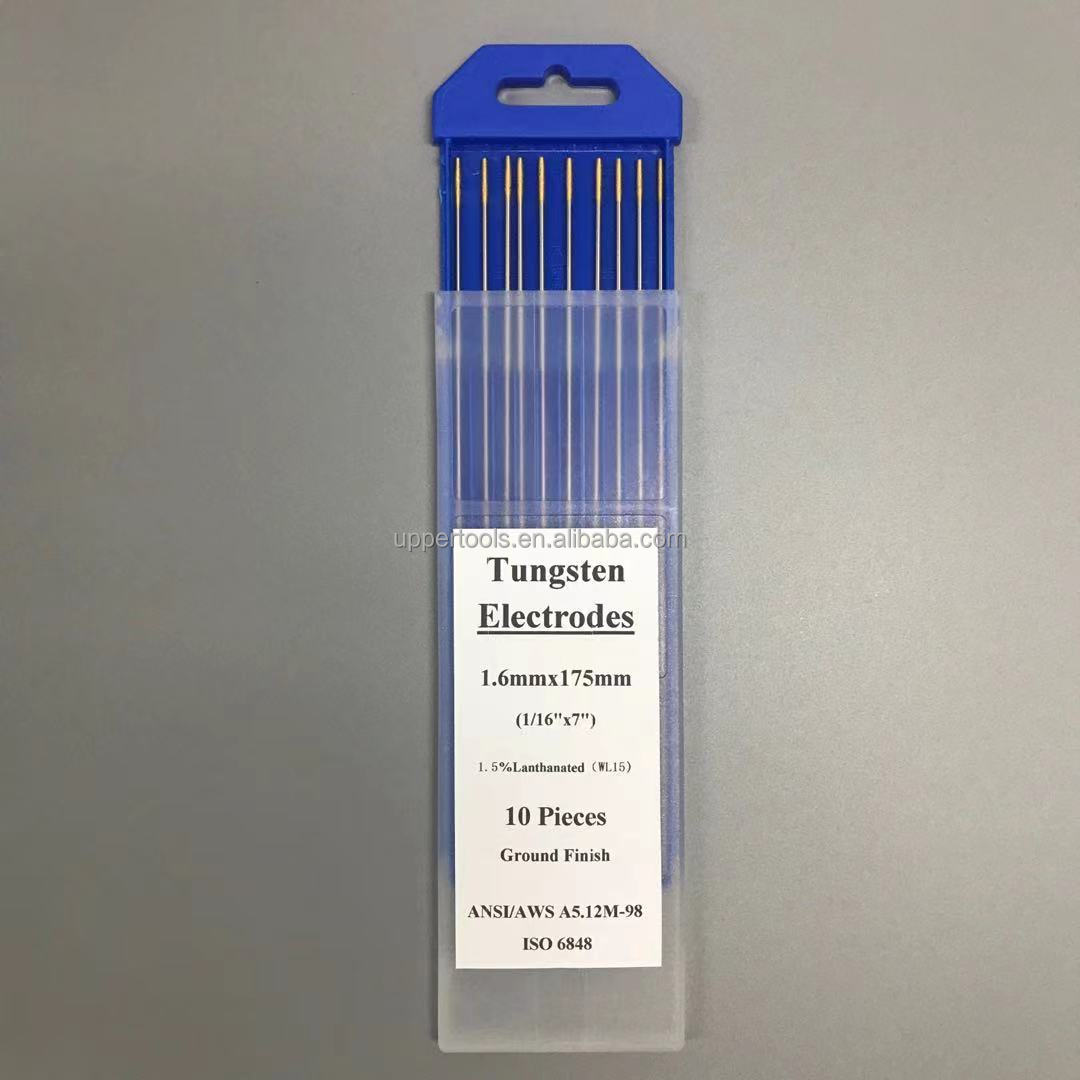 uppertools.en.alibaba.com
Tungsten
Electrodes
1.6mmx175mm
(1/16"x7")
1.5%Lanthanated（WL15）
10 Pieces
Ground Finish
ANSI/AWS A5.12M-98
ISO 6848